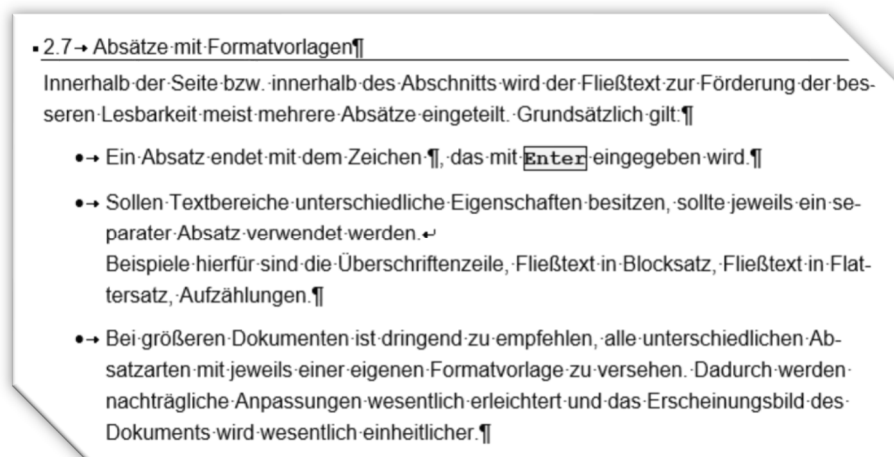 ▪2.7→Absätze·mit·Formatvorlagen¶
Innerhalb·der·Seite·bzw.·innerhalb·des·Abschnitts·wird·der·Fließtext·zur·Förderung·der·bes-
seren·Lesbarkeit·meist·mehrere·Absätze·eingeteilt.·Grundsätzlich·gilt:¶
●→Ein·Absatz·endet·mit·dem·Zeichen·¶,·das·mit·Enter·eingegeben·wird.¶
●→Sollen·Textbereiche·unterschiedliche·Eigenschaften·besitzen,·sollte·jeweils·ein·se-
parater·Absatz·verwendet·werden.↵
Beispiele·hierfür·sind·die·Überschriftenzeile,·Fließtext·in·Blocksatz,·Fließtext·in·Flat-
tersatz,·Aufzählungen.¶
●→Bei·größeren·Dokumenten·ist·dringend·zu·empfehlen,·alle·unterschiedlichen·Ab-
satzarten·mit·jeweils·einer·eigenen·Formatvorlage·zu·versehen.·Dadurch·werden·
nachträgliche·Anpassungen·wesentlich·erleichtert·und·das·Erscheinungsbild·des·
Dokuments·wird·wesentlich·einheitlicher.¶